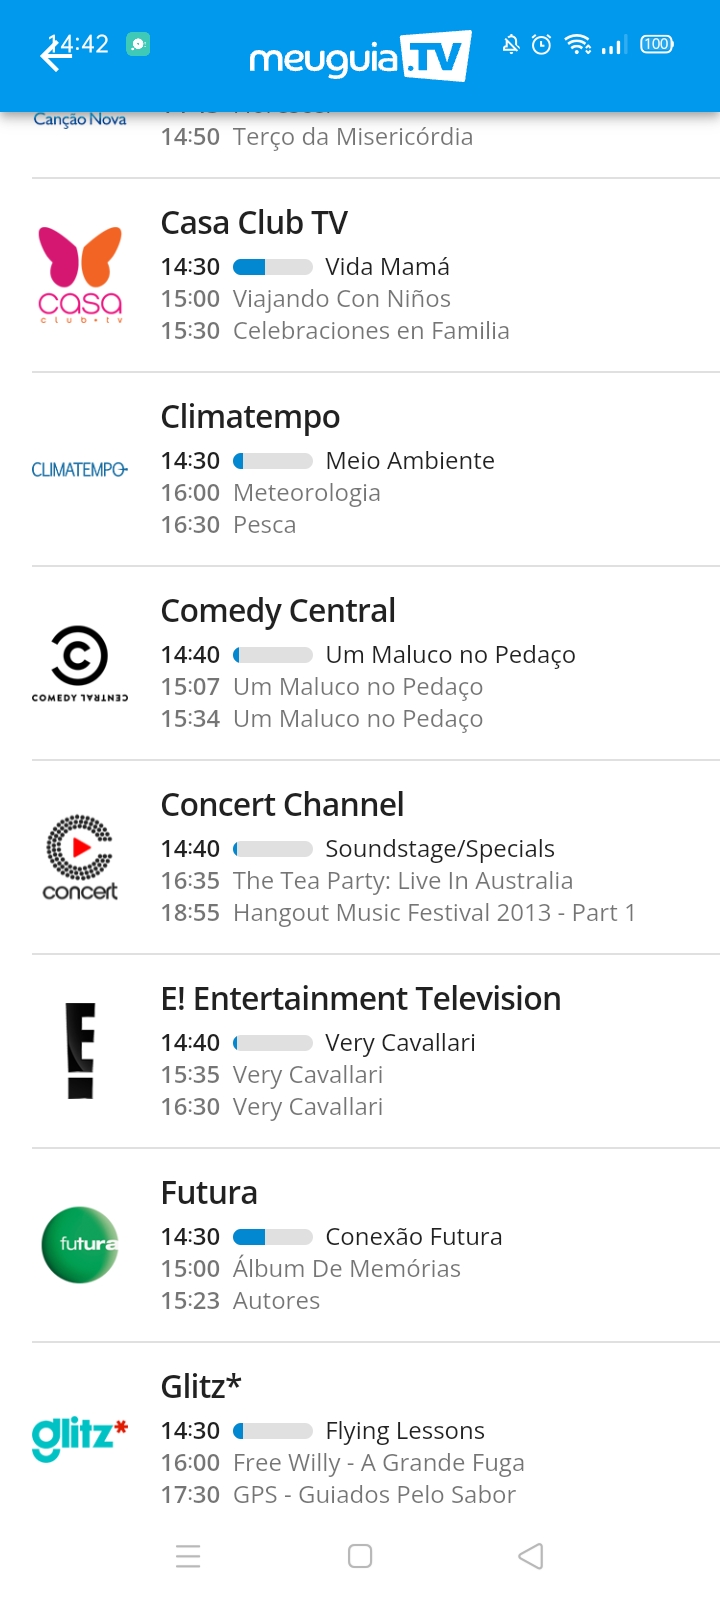 14:42
meuguia.TV
100
Canção Nova
14:50 Terço da Misericórdia
Casa Club TV
casa
club·tv
14:30 Vida Mamá
15:00 Viajando Con Niños
15:30 Celebraciones en Familia
Climatempo
CLIMATEMPO
14:30 Meio Ambiente
16:00 Meteorologia
16:30 Pesca
Comedy Central
COMEDY CENTRAL
14:40 Um Maluco no Pedaço
15:07 Um Maluco no Pedaço
15:34 Um Maluco no Pedaço
Concert Channel
concert
14:40 Soundstage/Specials
16:35 The Tea Party: Live In Australia
18:55 Hangout Music Festival 2013 - Part 1
E! Entertainment Television
E!
14:40 Very Cavallari
15:35 Very Cavallari
16:30 Very Cavallari
Futura
futura
14:30 Conexão Futura
15:00 Álbum De Memórias
15:23 Autores
Glitz*
glitz*
14:30 Flying Lessons
16:00 Free Willy - A Grande Fuga
17:30 GPS - Guiados Pelo Sabor